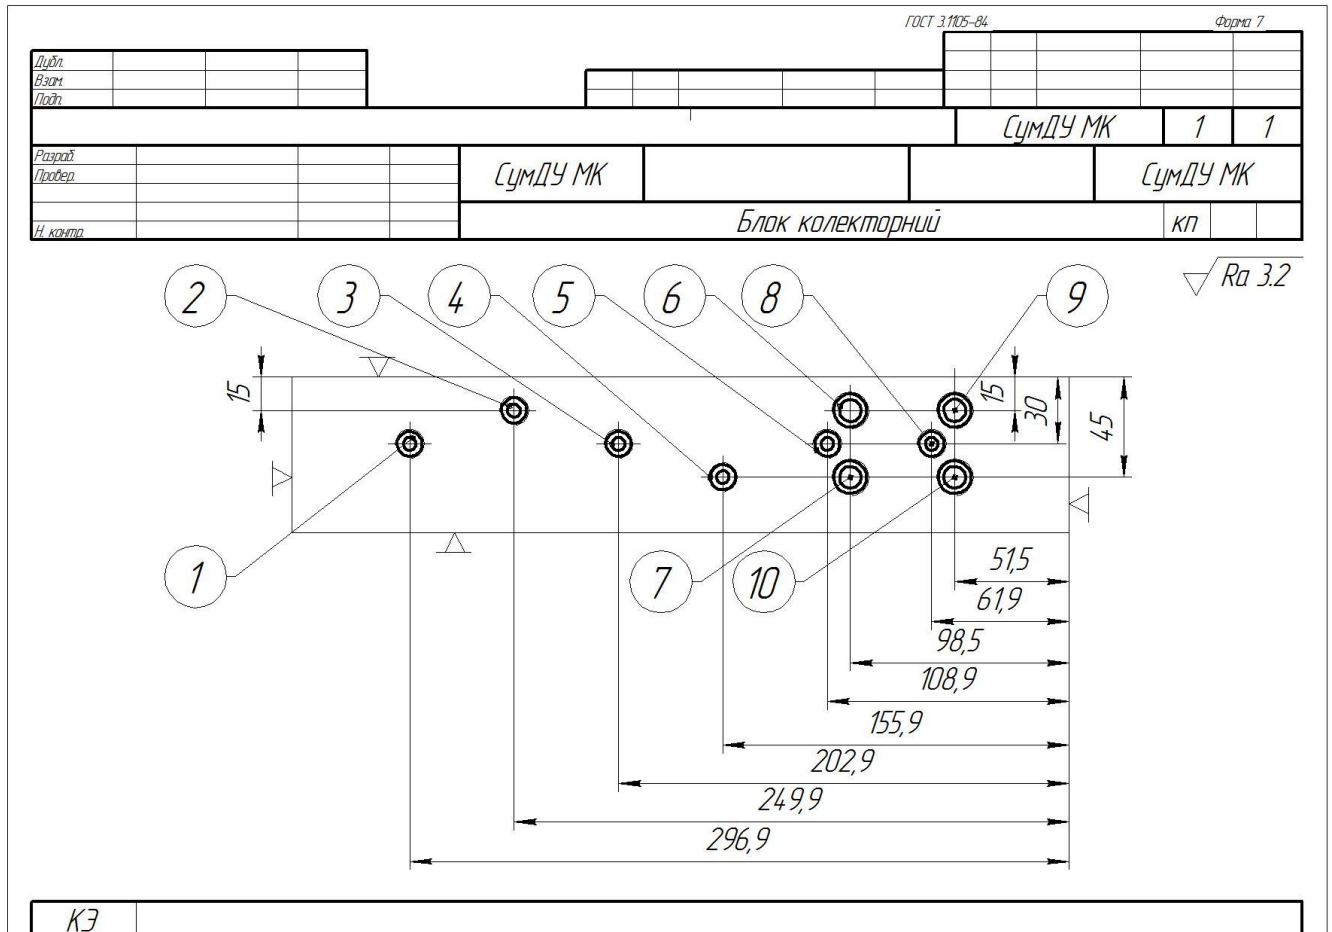 ГОСТ 3.1105-84 Форма 7
Дубл.
Взам.
Подп.
СумДУ МК 1 1
Разраб.
Провер.
СумДУ МК СумДУ МК
Блок колекторний КП
Н. контр.
Ra 3.2
2 3 4 5 6 8 9
15 15 30 45
1 7 10
51,5
61,9
98,5
108,9
155,9
202,9
249,9
296,9
КЭ